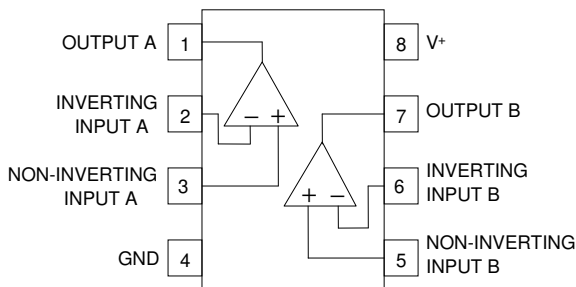 OUTPUT A
1
8
V+
INVERTING
INPUT A
2
7
OUTPUT B
NON-INVERTING
INPUT A
3
6
INVERTING
INPUT B
GND
4
5
NON-INVERTING
INPUT B
− +
+ −